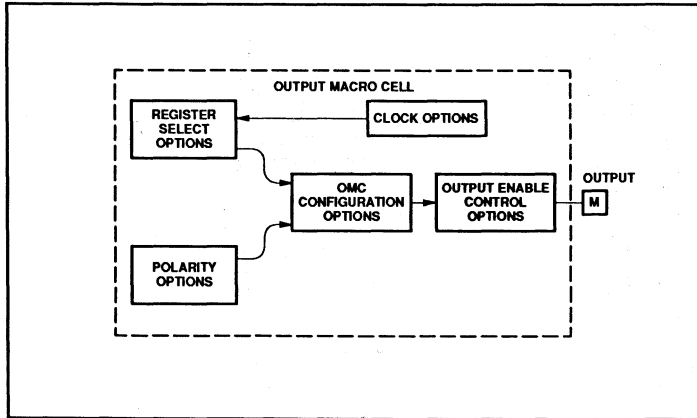 OUTPUT MACRO CELL
REGISTER
SELECT
OPTIONS
CLOCK OPTIONS
OMC
CONFIGURATION
OPTIONS
OUTPUT ENABLE
CONTROL
OPTIONS
OUTPUT
M
POLARITY
OPTIONS